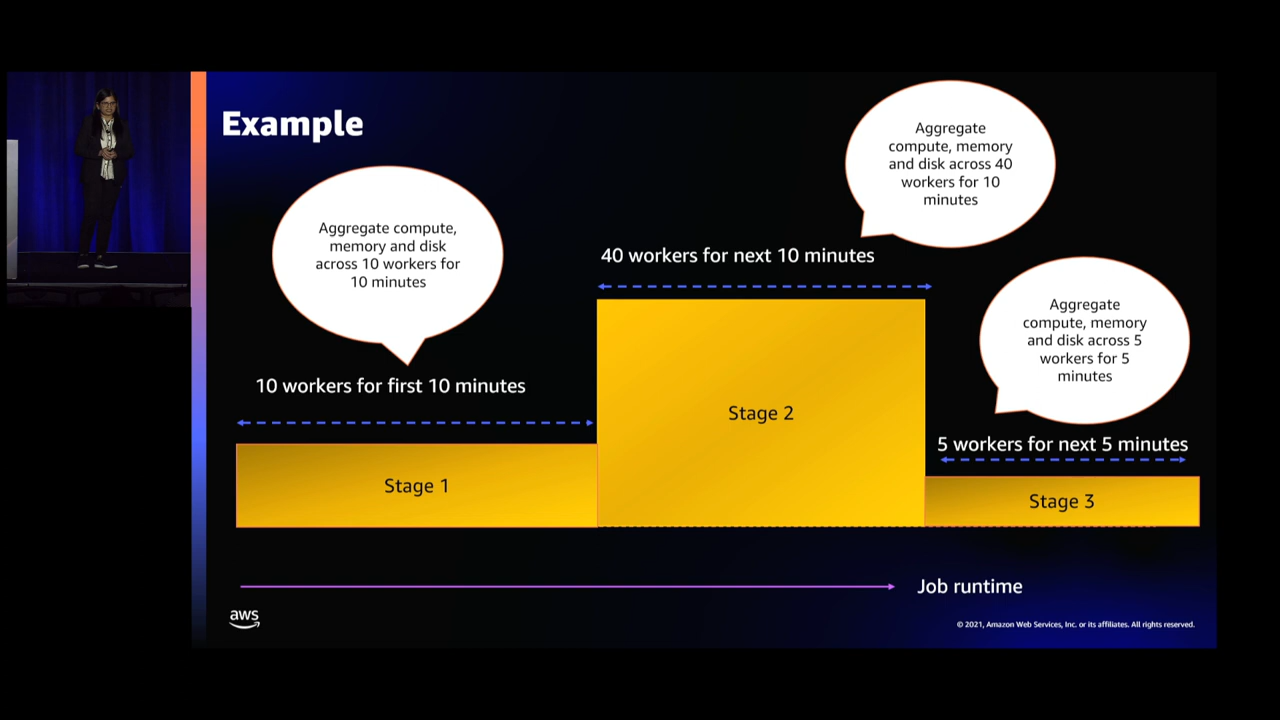 Example
Aggregate compute,
memory and disk
across 10 workers for
10 minutes
10 workers for first 10 minutes
Stage 1
Aggregate
compute, memory
and disk across 40
workers for 10
minutes
40 workers for next 10 minutes
Stage 2
Aggregate
compute, memory
and disk across 5
workers for 5
minutes
5 workers for next 5 minutes
Stage 3
Job runtime
aws
© 2021, Amazon Web Services, Inc. or its affiliates. All rights reserved.